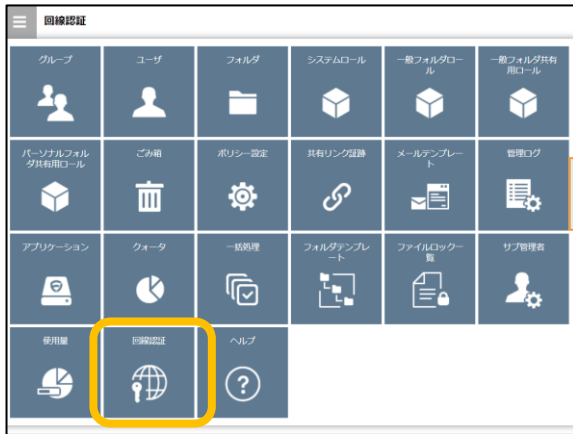 回線認証
グループ
ユーザ
フォルダ
システムロール
一般フォルダロー
ル
一般フォルダ共有
用ロール
パーソナルフォル
ダ共有用ロール
ごみ箱
ポリシー設定
共有リンク証跡
メールテンプレー
ト
管理ログ
アプリケーション
クォータ
一括処理
フォルダテンプレ
ート
ファイルロック一
覧
サブ管理者
使用量
回線認証
ヘルプ